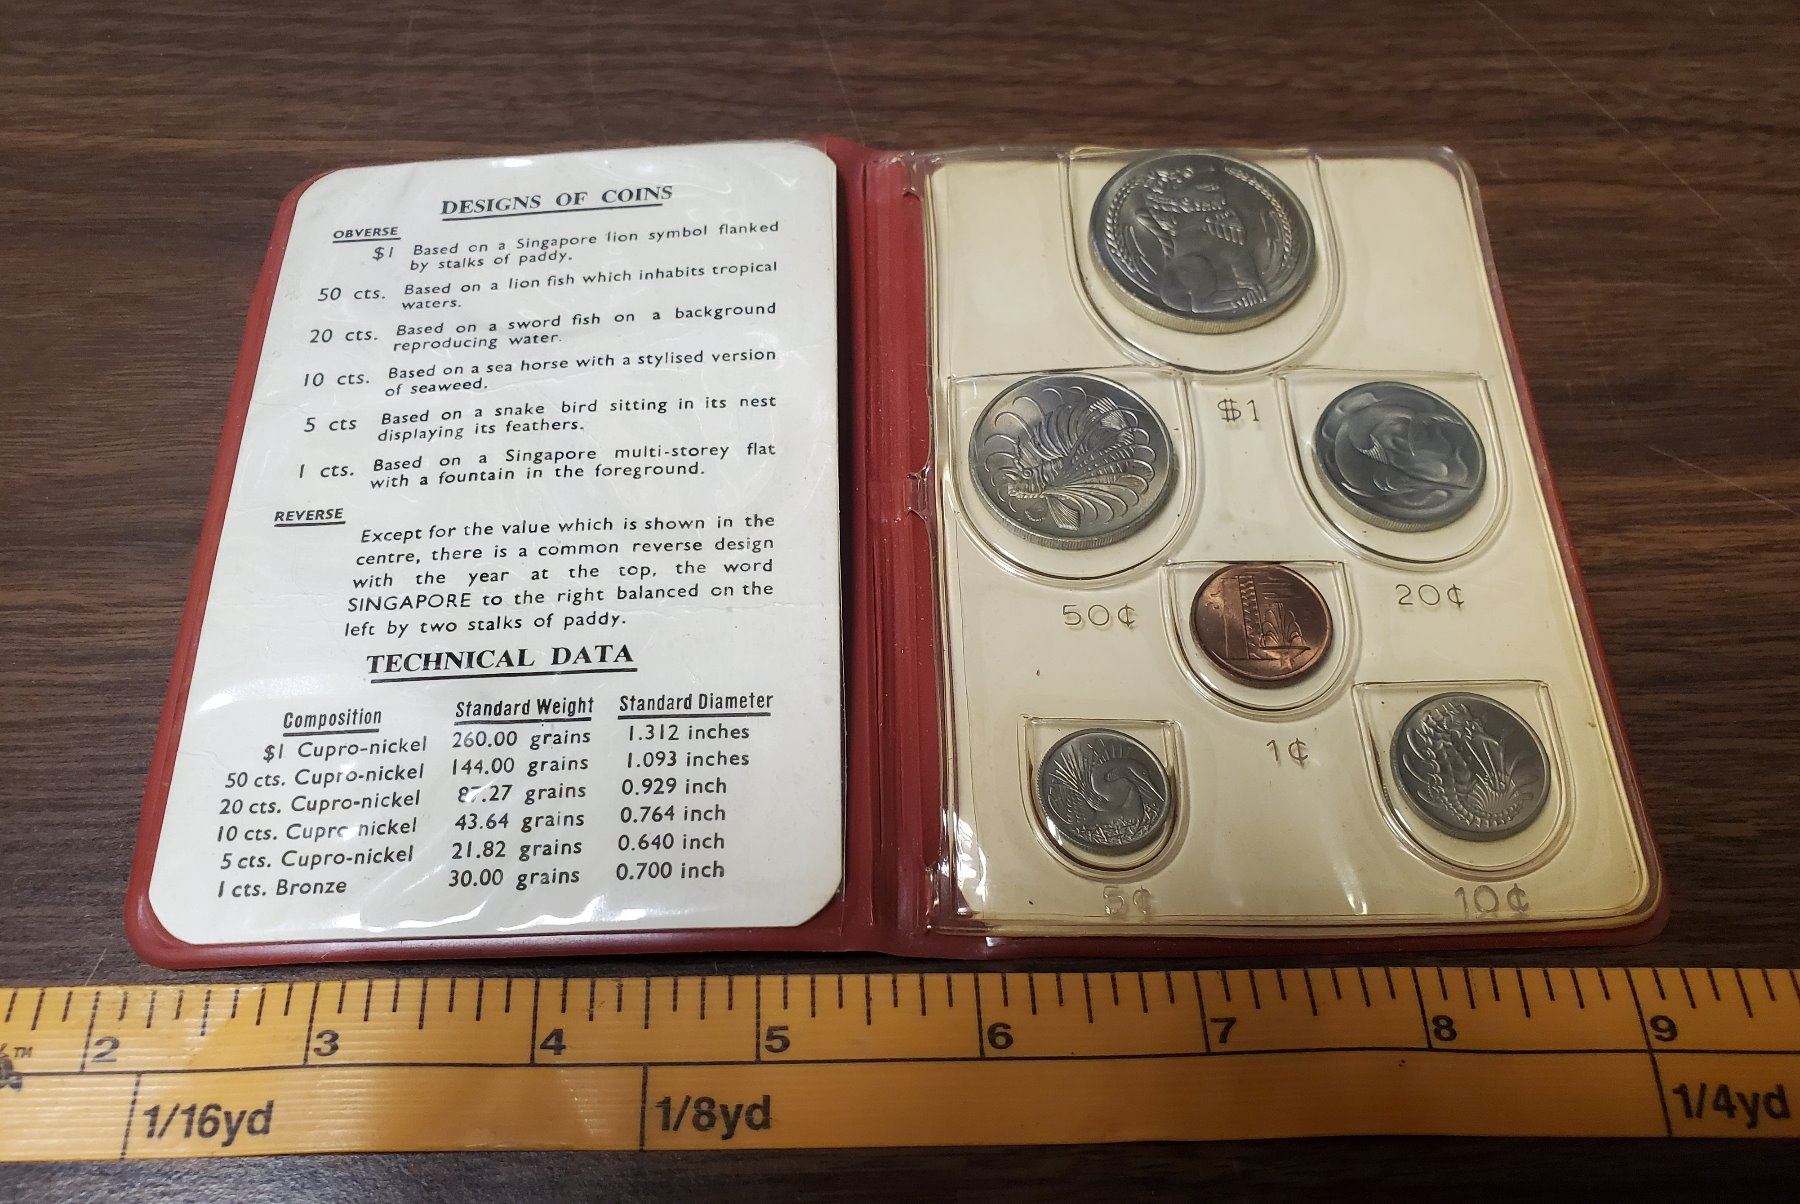 DESIGNS OF COINS
OBVERSE
$1 Based on a Singapore lion symbol flanked
by stalks of paddy.
50 cts. Based on a lion fish which inhabits tropical
waters.
20 cts. Based on a sword fish on a background
reproducing water.
10 cts. Based on a sea horse with a stylised version
of seaweed.
5 cts Based on a snake bird sitting in its nest
displaying its feathers.
1 cts. Based on a Singapore multi-storey flat
with a fountain in the foreground.
REVERSE
Except for the value which is shown in the
centre, there is a common reverse design
with the year at the top, the word
SINGAPORE to the right balanced on the
left by two stalks of paddy.
TECHNICAL DATA
Composition Standard Weight Standard Diameter
$1 Cupro-nickel 260.00 grains 1.312 inches
50 cts. Cupro-nickel 144.00 grains 1.093 inches
20 cts. Cupro-nickel 87.27 grains 0.929 inch
10 cts. Cupro nickel 43.64 grains 0.764 inch
5 cts. Cupro-nickel 21.82 grains 0.640 inch
1 cts. Bronze 30.00 grains 0.700 inch
$1
50¢
20¢
1¢
5¢
10¢
2 3 4 5 6 7 8 9
TM
1/16yd 1/8yd 1/4yd